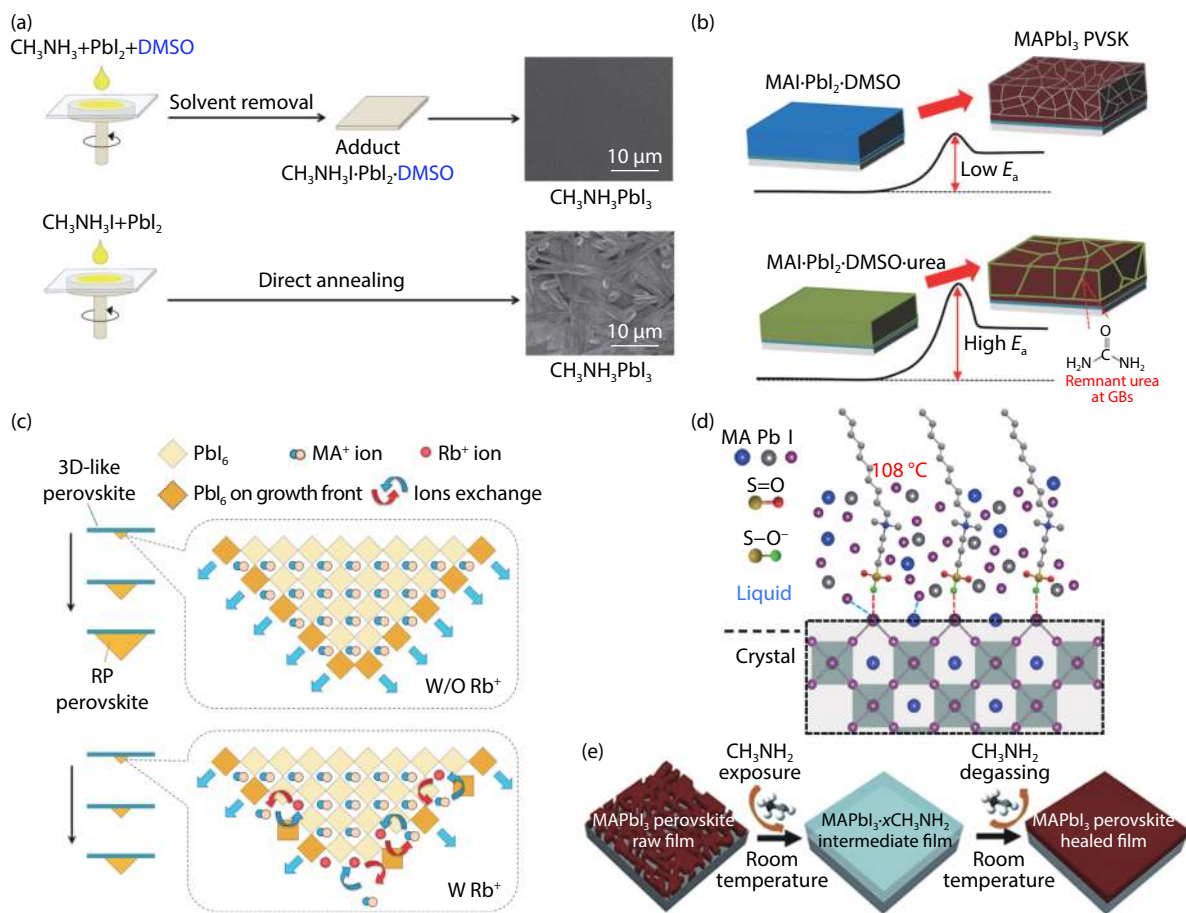 (a)
CH₃NH₃+PbI₂+DMSO
Solvent removal
Adduct
CH₃NH₃I·PbI₂·DMSO
10 μm
CH₃NH₃PbI₃
CH₃NH₃I+PbI₂
Direct annealing
10 μm
CH₃NH₃PbI₃
(b)
MAPbI₃ PVSK
MAI·PbI₂·DMSO
Low Eₐ
MAI·PbI₂·DMSO·urea
High Eₐ
O
C
H₂N
NH₂
Remnant urea
at GBs
(c)
3D-like
perovskite
PbI₆
MA⁺ ion
Rb⁺ ion
PbI₆ on growth front
Ions exchange
RP
perovskite
W/O Rb⁺
W Rb⁺
(d)
MA Pb I
108 °C
S=O
S−O⁻
Liquid
Crystal
(e)
CH₃NH₂
exposure
CH₃NH₂
degassing
MAPbI₃ perovskite
raw film
Room
temperature
MAPbI₃·xCH₃NH₂
intermediate film
Room
temperature
MAPbI₃ perovskite
healed film